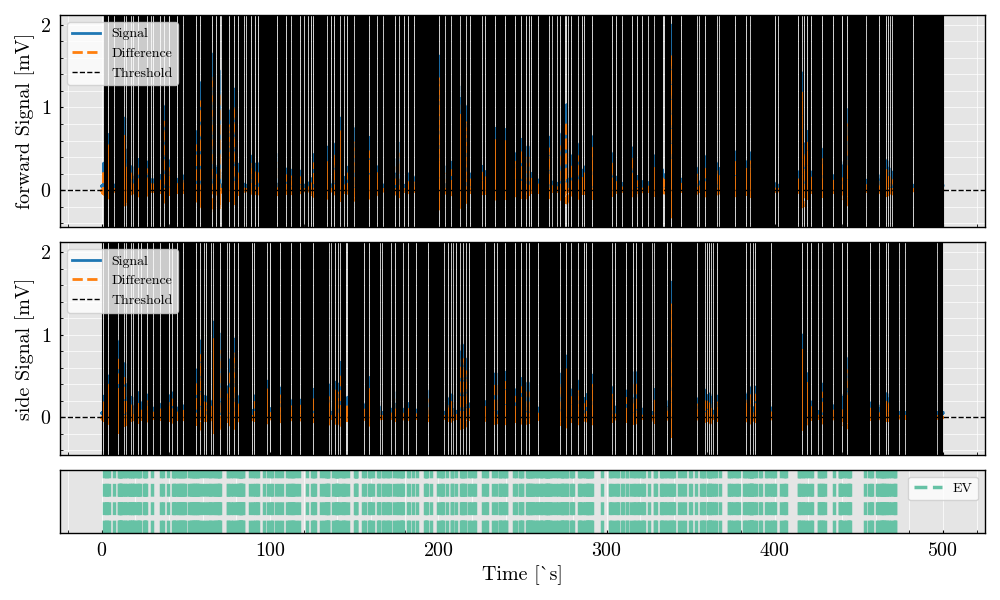 2
1
0
forward Signal [mV]
Signal
Difference
Threshold
2
1
0
side Signal [mV]
Signal
Difference
Threshold
EV
0 100 200 300 400 500
Time [`s]